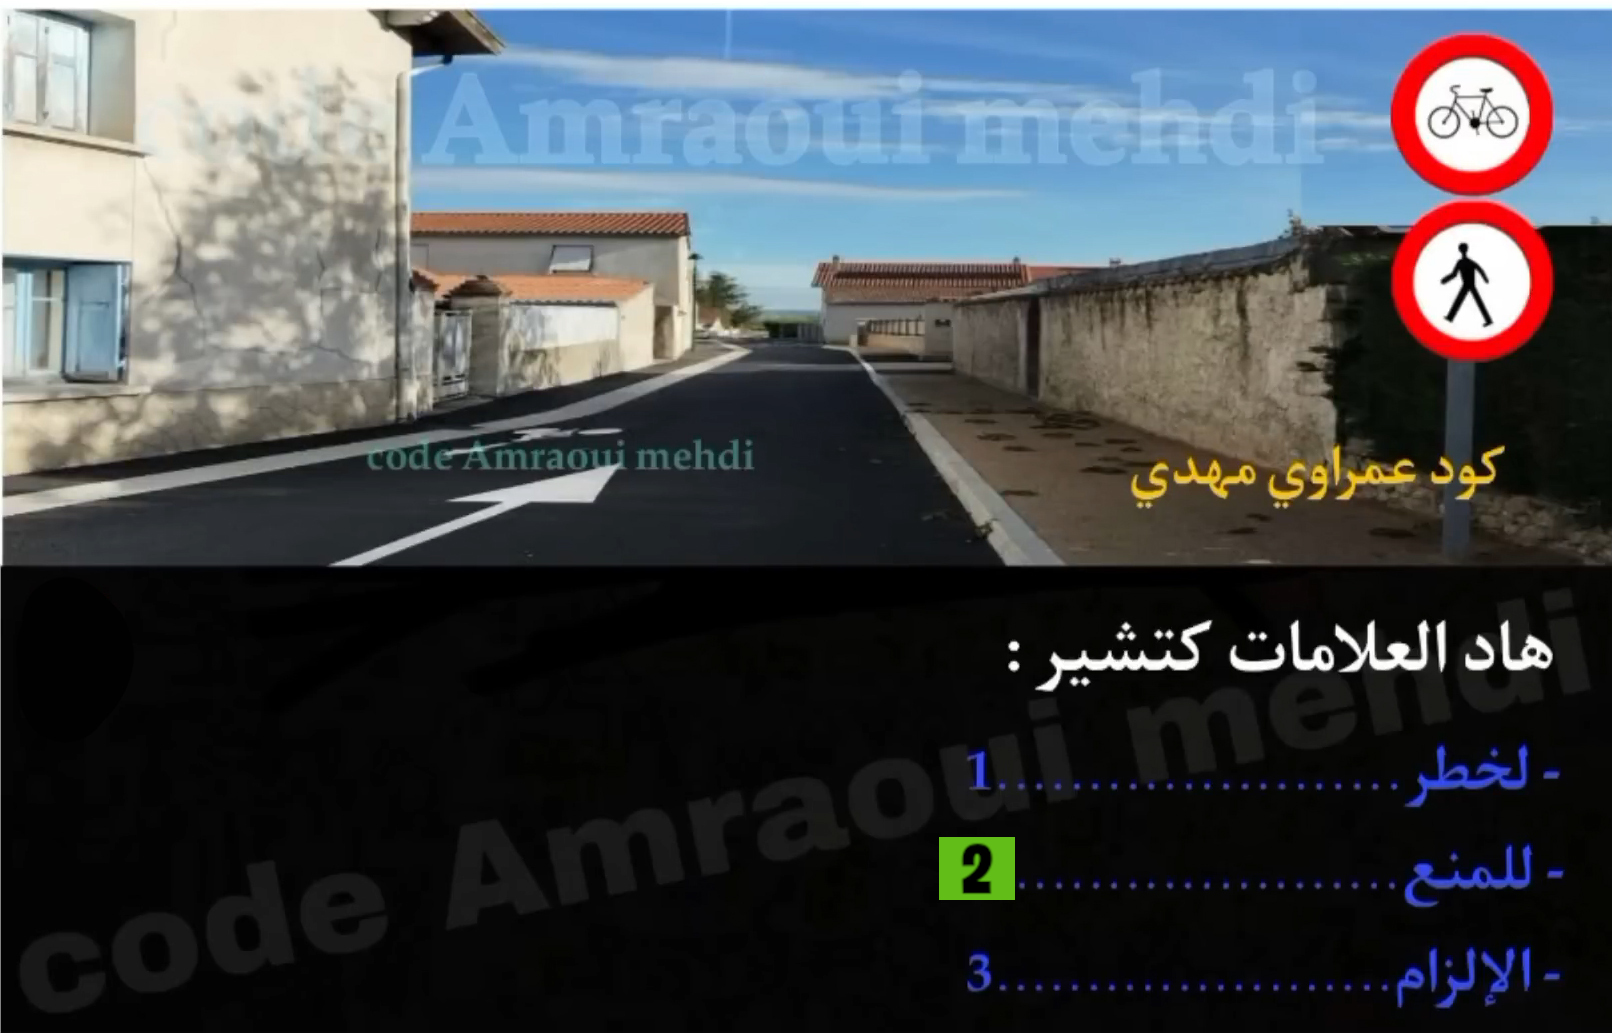 code Amraoui mehdi
code Amraoui mehdi
كود عمراوي مهدي
هاد العلامات كتشير :
- لخطر.......................1
- للمنع.....................2
- الإلزام......................3
code Amraoui mehdi